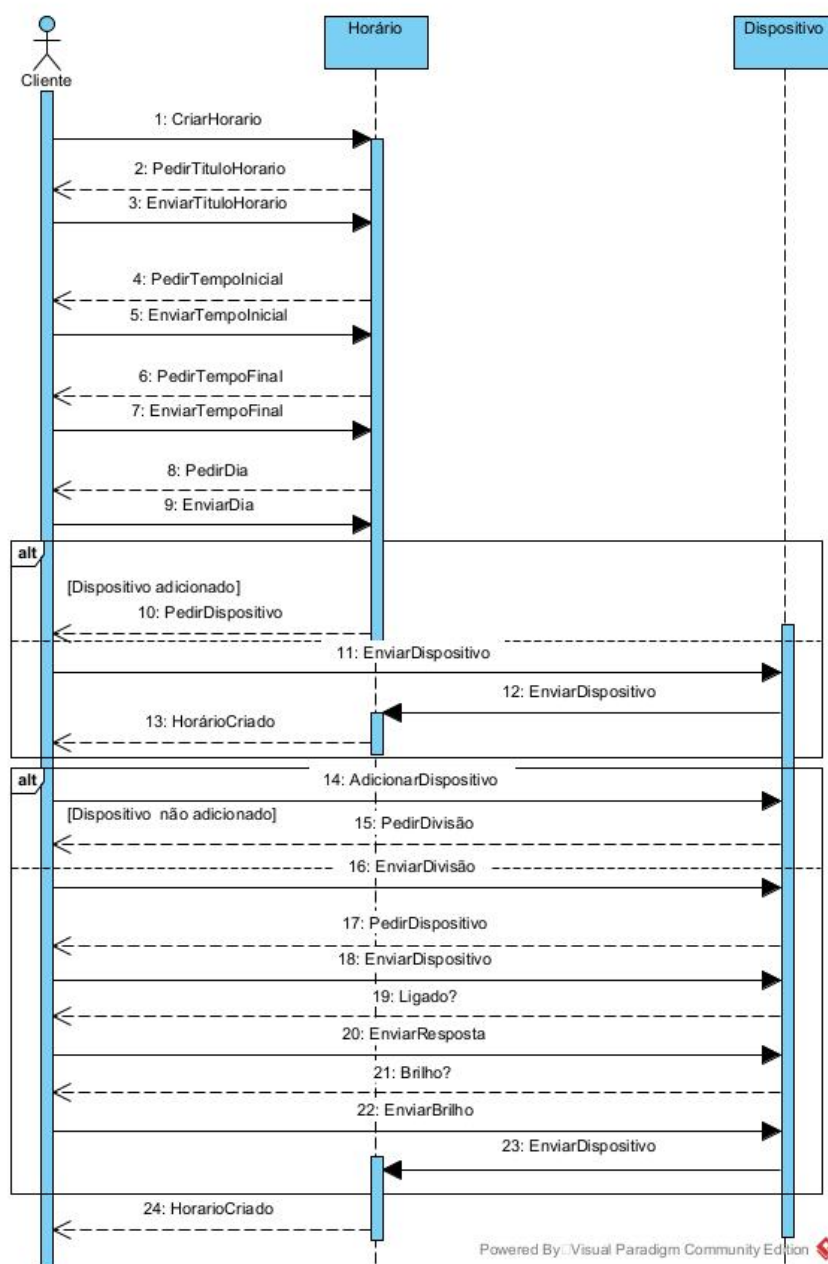 Horário
Dispositivo
Cliente
1: CriarHorario
2: PedirTituloHorario
3: EnviarTituloHorario
4: PedirTempoInicial
5: EnviarTempoInicial
6: PedirTempoFinal
7: EnviarTempoFinal
8: PedirDia
9: EnviarDia
alt
[Dispositivo adicionado]
10: PedirDispositivo
11: EnviarDispositivo
12: EnviarDispositivo
13: HorárioCriado
alt
14: AdicionarDispositivo
[Dispositivo não adicionado]
15: PedirDivisão
16: EnviarDivisão
17: PedirDispositivo
18: EnviarDispositivo
19: Ligado?
20: EnviarResposta
21: Brilho?
22: EnviarBrilho
23: EnviarDispositivo
24: HorarioCriado
Powered By Visual Paradigm Community Edition